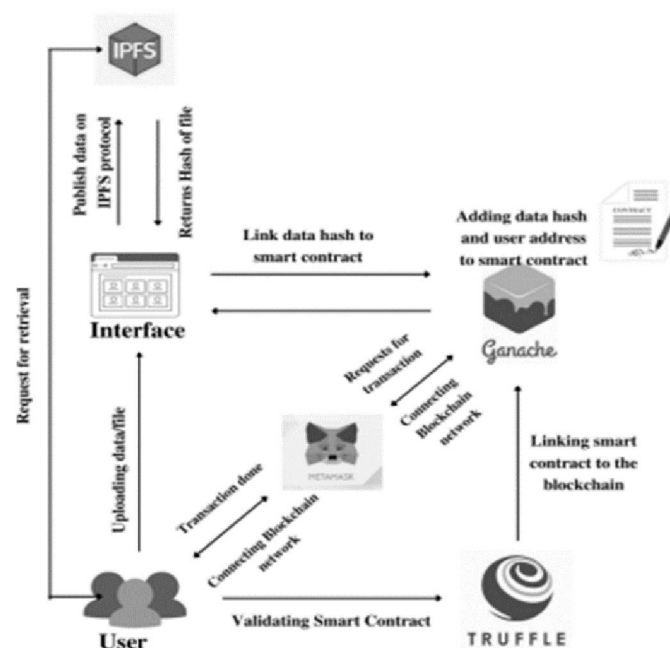 IPFS
Publish data on
IPFS protocol
Returns Hash of file
Request for retrieval
Link data hash to
smart contract
Adding data hash
and user address
to smart contract
CONTRACT
Interface
Ganache
Requests for
transaction
Connecting
Blockchain
network
METAMASK
Uploading data/file
Transaction done
Connecting Blockchain
network
Linking smart
contract to the
blockchain
Validating Smart Contract
User
TRUFFLE